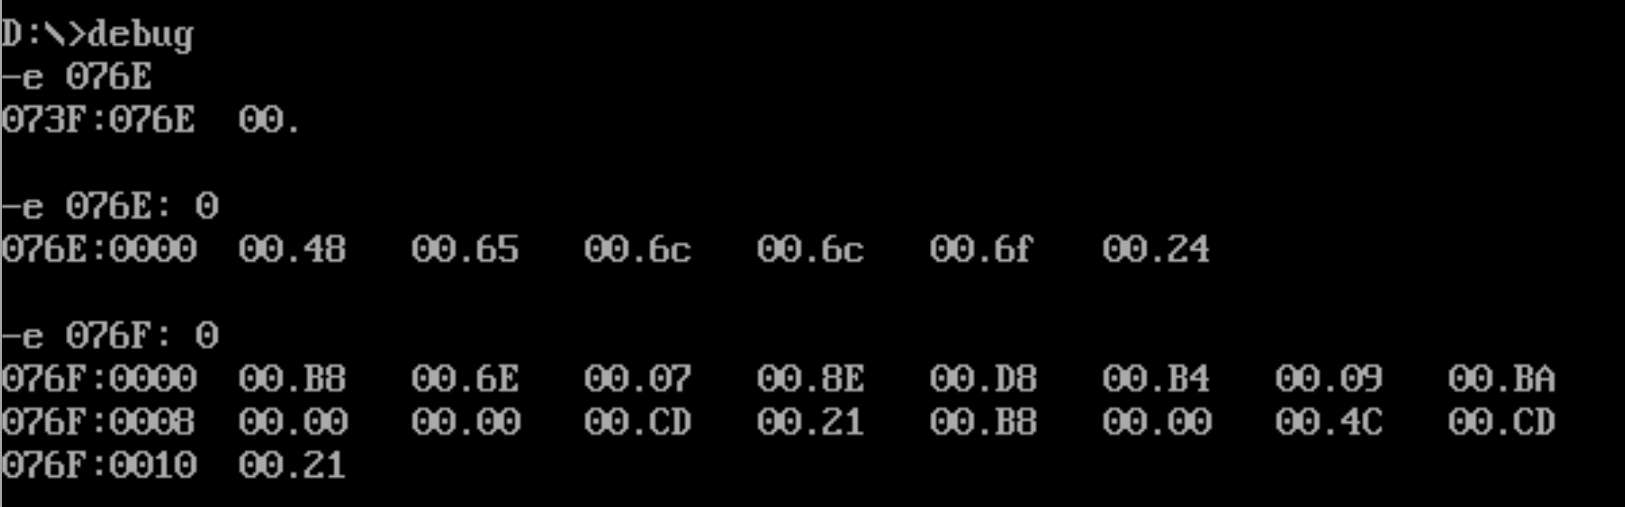 D:\>debug
-e 076E
073F:076E 00.
-e 076E: 0
076E:0000 00.48 00.65 00.6c 00.6c 00.6f 00.24
-e 076F: 0
076F:0000 00.B8 00.6E 00.07 00.8E 00.D8 00.B4 00.09 00.BA
076F:0008 00.00 00.00 00.CD 00.21 00.B8 00.00 00.4C 00.CD
076F:0010 00.21